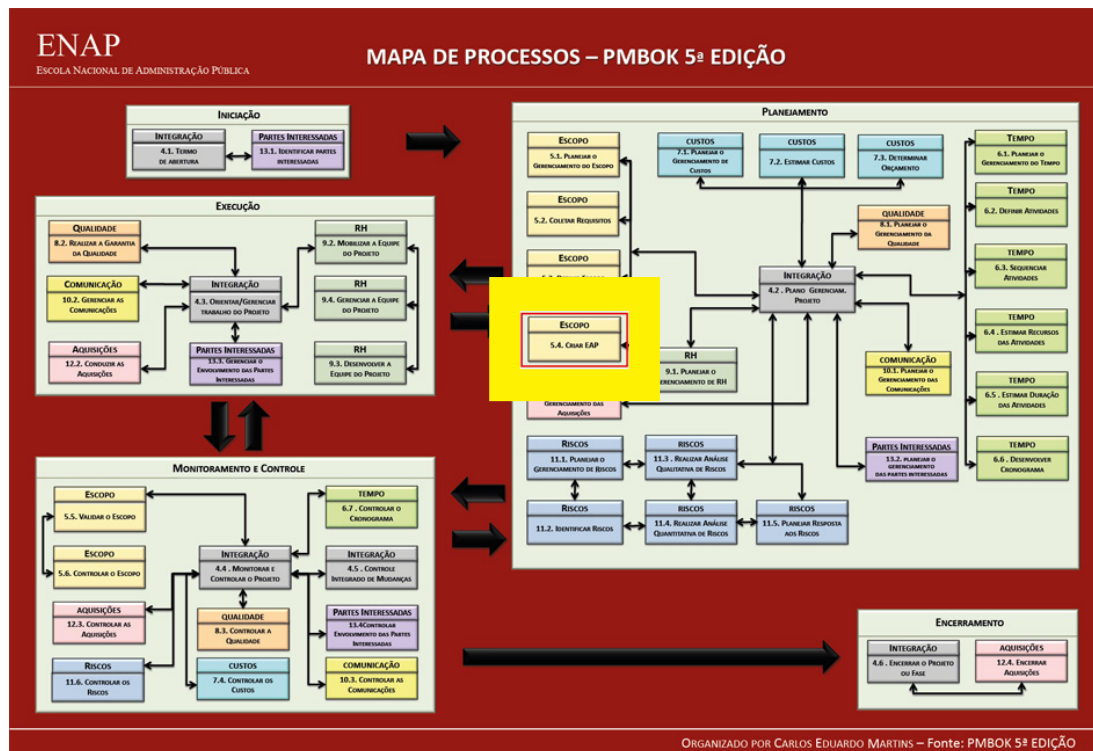 ENAP
ESCOLA NACIONAL DE ADMINISTRAÇÃO PÚBLICA
MAPA DE PROCESSOS – PMBOK 5ª EDIÇÃO
INICIAÇÃO
INTEGRAÇÃO
4.1. TERMO
DE ABERTURA
PARTES INTERESSADAS
13.1. IDENTIFICAR PARTES
INTERESSADAS
PLANEJAMENTO
ESCOPO
5.1. PLANEJAR O
GERENCIAMENTO DO ESCOPO
ESCOPO
5.2. COLETAR REQUISITOS
ESCOPO
ESCOPO
5.4. CRIAR EAP
GERENCIAMENTO DAS
AQUISIÇÕES
CUSTOS
7.1. PLANEJAR O
GERENCIAMENTO DE
CUSTOS
CUSTOS
7.2. ESTIMAR CUSTOS
CUSTOS
7.3. DETERMINAR
ORÇAMENTO
QUALIDADE
8.1. PLANEJAR O
GERENCIAMENTO DA
QUALIDADE
INTEGRAÇÃO
4.2. PLANO GERENCIAM.
PROJETO
RH
9.1. PLANEJAR O
GERENCIAMENTO DE RH
COMUNICAÇÃO
10.1. PLANEJAR O
GERENCIAMENTO DAS
COMUNICAÇÕES
PARTES INTERESSADAS
13.2. PLANEJAR O
GERENCIAMENTO
DAS PARTES INTERESSADAS
TEMPO
6.1. PLANEJAR O
GERENCIAMENTO DO TEMPO
TEMPO
6.2. DEFINIR ATIVIDADES
TEMPO
6.3. SEQUENCIAR
ATIVIDADES
TEMPO
6.4 . ESTIMAR RECURSOS
DAS ATIVIDADES
TEMPO
6.5 . ESTIMAR DURAÇÃO
DAS ATIVIDADES
TEMPO
6.6 . DESENVOLVER
CRONOGRAMA
RISCOS
11.1. PLANEJAR O
GERENCIAMENTO DE RISCOS
RISCOS
11.3 . REALIZAR ANÁLISE
QUALITATIVA DE RISCOS
RISCOS
11.2. IDENTIFICAR RISCOS
RISCOS
11.4. REALIZAR ANÁLISE
QUANTITATIVA DE RISCOS
RISCOS
11.5. PLANEJAR RESPOSTA
AOS RISCOS
EXECUÇÃO
QUALIDADE
8.2. REALIZAR A GARANTIA
DA QUALIDADE
COMUNICAÇÃO
10.2. GERENCIAR AS
COMUNICAÇÕES
AQUISIÇÕES
12.2. CONDUZIR AS
AQUISIÇÕES
INTEGRAÇÃO
4.3. ORIENTAR/GERENCIAR
TRABALHO DO PROJETO
PARTES INTERESSADAS
13.3. GERENCIAR O
ENVOLVIMENTO DAS PARTES
INTERESSADAS
RH
9.2. MOBILIZAR A EQUIPE
DO PROJETO
RH
9.4. GERENCIAR A EQUIPE
DO PROJETO
RH
9.3. DESENVOLVER A
EQUIPE DO PROJETO
MONITORAMENTO E CONTROLE
ESCOPO
5.5. VALIDAR O ESCOPO
ESCOPO
5.6. CONTROLAR O ESCOPO
AQUISIÇÕES
12.3. CONTROLAR AS
AQUISIÇÕES
RISCOS
11.6. CONTROLAR OS
RISCOS
INTEGRAÇÃO
4.4 . MONITORAR E
CONTROLAR O PROJETO
QUALIDADE
8.3. CONTROLAR A
QUALIDADE
CUSTOS
7.4. CONTROLAR OS
CUSTOS
TEMPO
6.7 . CONTROLAR O
CRONOGRAMA
INTEGRAÇÃO
4.5 . CONTROLE
INTEGRADO DE MUDANÇAS
PARTES INTERESSADAS
13.4CONTROLAR
ENVOLVIMENTO DAS PARTES
INTERESSADAS
COMUNICAÇÃO
10.3. CONTROLAR AS
COMUNICAÇÕES
ENCERRAMENTO
INTEGRAÇÃO
4.6 . ENCERRAR O PROJETO
OU FASE
AQUISIÇÕES
12.4. ENCERRAR
AQUISIÇÕES
ORGANIZADO POR CARLOS EDUARDO MARTINS – Fonte: PMBOK 5ª EDIÇÃO